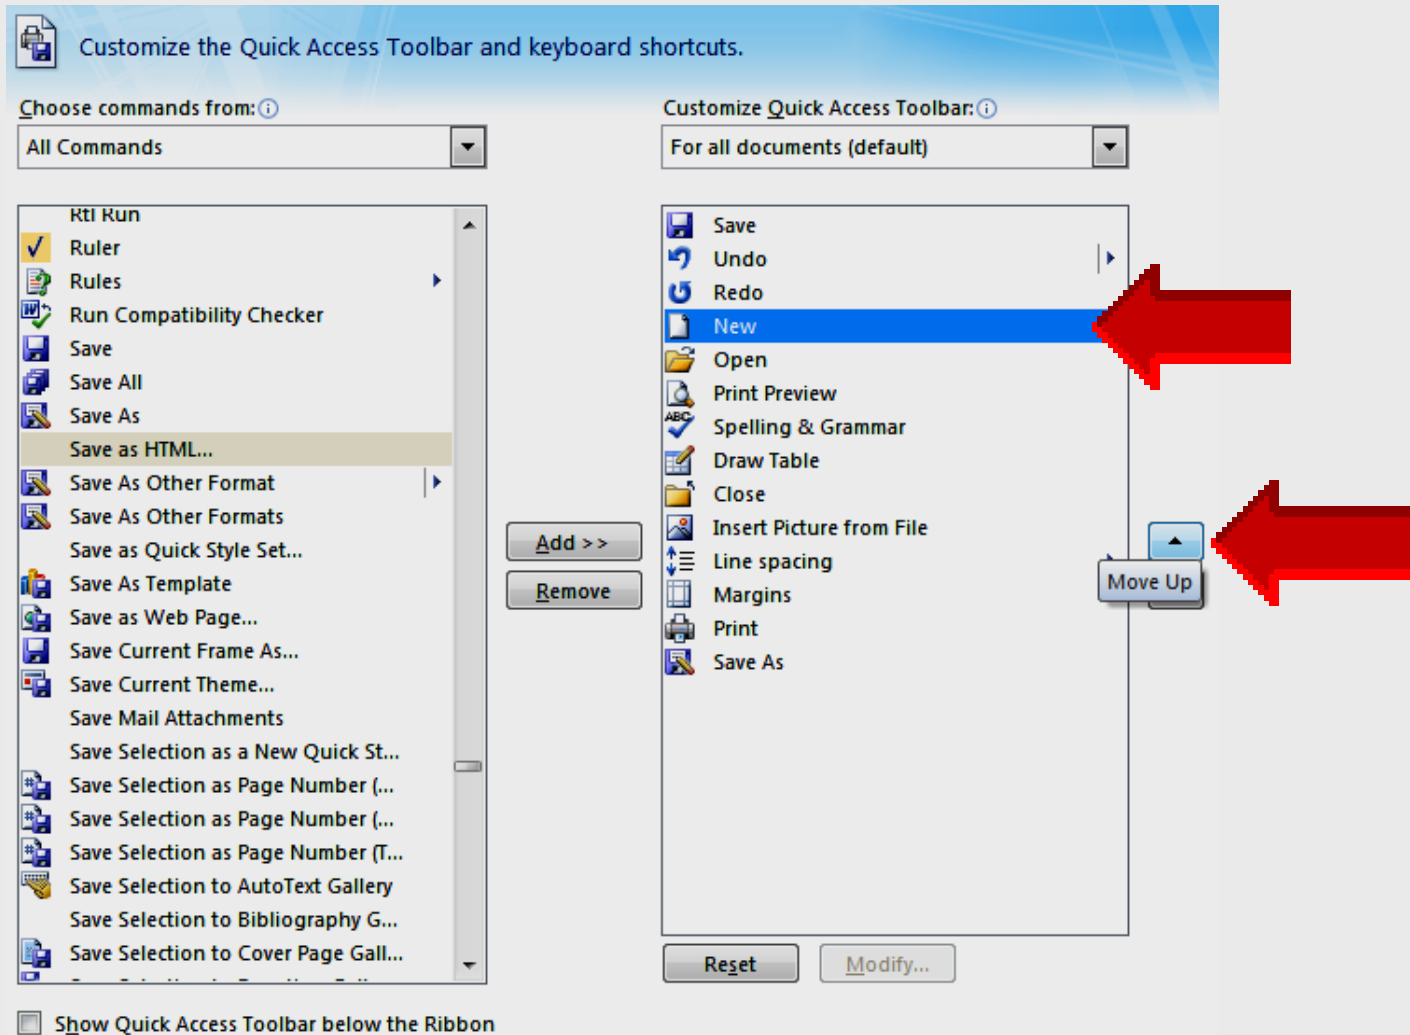 Customize the Quick Access Toolbar and keyboard shortcuts.
Choose commands from:
All Commands
Rtl Run
Ruler
Rules
Run Compatibility Checker
Save
Save All
Save As
Save as HTML...
Save As Other Format
Save As Other Formats
Save as Quick Style Set...
Save As Template
Save as Web Page...
Save Current Frame As...
Save Current Theme...
Save Mail Attachments
Save Selection as a New Quick St...
Save Selection as Page Number (...
Save Selection as Page Number (...
Save Selection as Page Number (T...
Save Selection to AutoText Gallery
Save Selection to Bibliography G...
Save Selection to Cover Page Gall...
Add >>
Remove
Customize Quick Access Toolbar:
For all documents (default)
Save
Undo
Redo
New
Open
Print Preview
Spelling & Grammar
Draw Table
Close
Insert Picture from File
Line spacing
Margins
Print
Save As
Move Up
Reset
Modify...
Show Quick Access Toolbar below the Ribbon